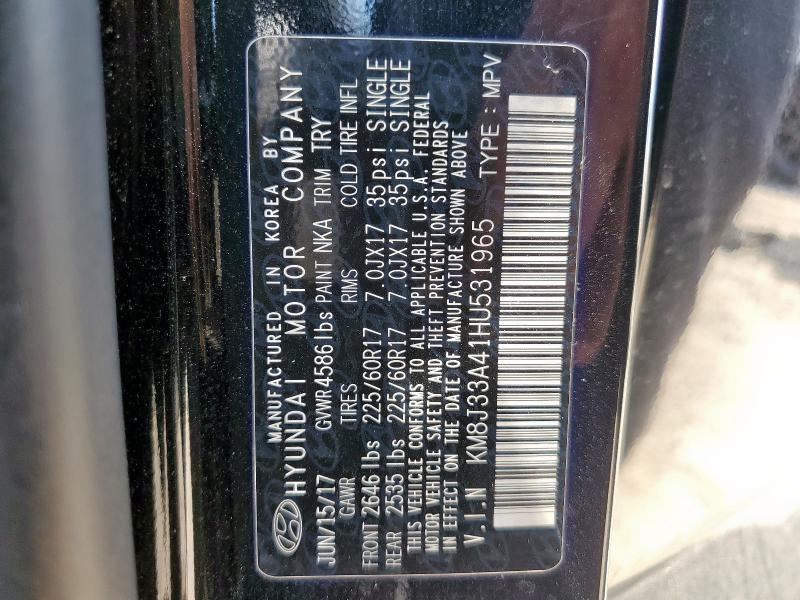 MANUFACTURED IN KOREA BY
HYUNDAI MOTOR COMPANY
JUN/15/17 GVWR 4586 lbs PAINT NKA TRIM TRY
GAWR TIRES RIMS COLD TIRE INFL
FRONT 2646 lbs 225/60R17 7.0JX17 35psi SINGLE
REAR 2535 lbs 225/60R17 7.0JX17 35psi SINGLE
THIS VEHICLE CONFORMS TO ALL APPLICABLE U.S.A. FEDERAL
MOTOR VEHICLE SAFETY AND THEFT PREVENTION STANDARDS
IN EFFECT ON THE DATE OF MANUFACTURE SHOWN ABOVE
V.I.N KM8J33A41HU531965 TYPE : MPV